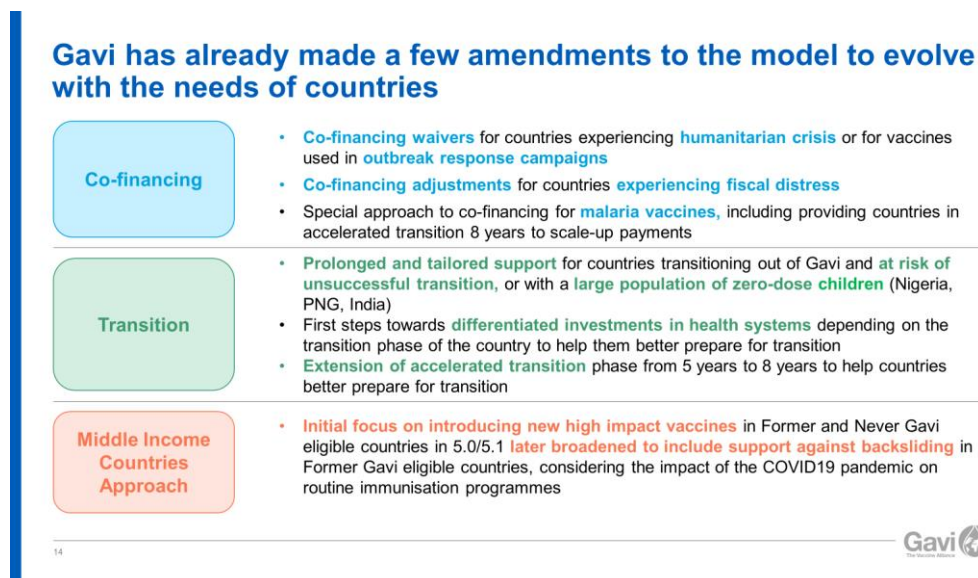 Gavi has already made a few amendments to the model to evolve
with the needs of countries
Co-financing
• Co-financing waivers for countries experiencing humanitarian crisis or for vaccines
used in outbreak response campaigns
• Co-financing adjustments for countries experiencing fiscal distress
• Special approach to co-financing for malaria vaccines, including providing countries in
accelerated transition 8 years to scale-up payments
Transition
• Prolonged and tailored support for countries transitioning out of Gavi and at risk of
unsuccessful transition, or with a large population of zero-dose children (Nigeria,
PNG, India)
• First steps towards differentiated investments in health systems depending on the
transition phase of the country to help them better prepare for transition
• Extension of accelerated transition phase from 5 years to 8 years to help countries
better prepare for transition
Middle Income
Countries
Approach
• Initial focus on introducing new high impact vaccines in Former and Never Gavi
eligible countries in 5.0/5.1 later broadened to include support against backsliding in
Former Gavi eligible countries, considering the impact of the COVID19 pandemic on
routine immunisation programmes
14
Gavi
The Vaccine Alliance